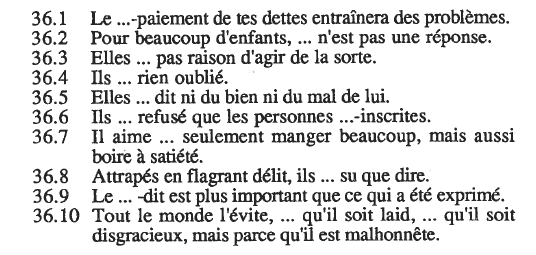 36.1 Le ...-paiement de tes dettes entraînera des problèmes.
36.2 Pour beaucoup d'enfants, ... n'est pas une réponse.
36.3 Elles ... pas raison d'agir de la sorte.
36.4 Ils ... rien oublié.
36.5 Elles ... dit ni du bien ni du mal de lui.
36.6 Ils ... refusé que les personnes ...-inscrites.
36.7 Il aime ... seulement manger beaucoup, mais aussi
boire à satiété.
36.8 Attrapés en flagrant délit, ils ... su que dire.
36.9 Le ... -dit est plus important que ce qui a été exprimé.
36.10 Tout le monde l'évite, ... qu'il soit laid, ... qu'il soit
disgracieux, mais parce qu'il est malhonnête.